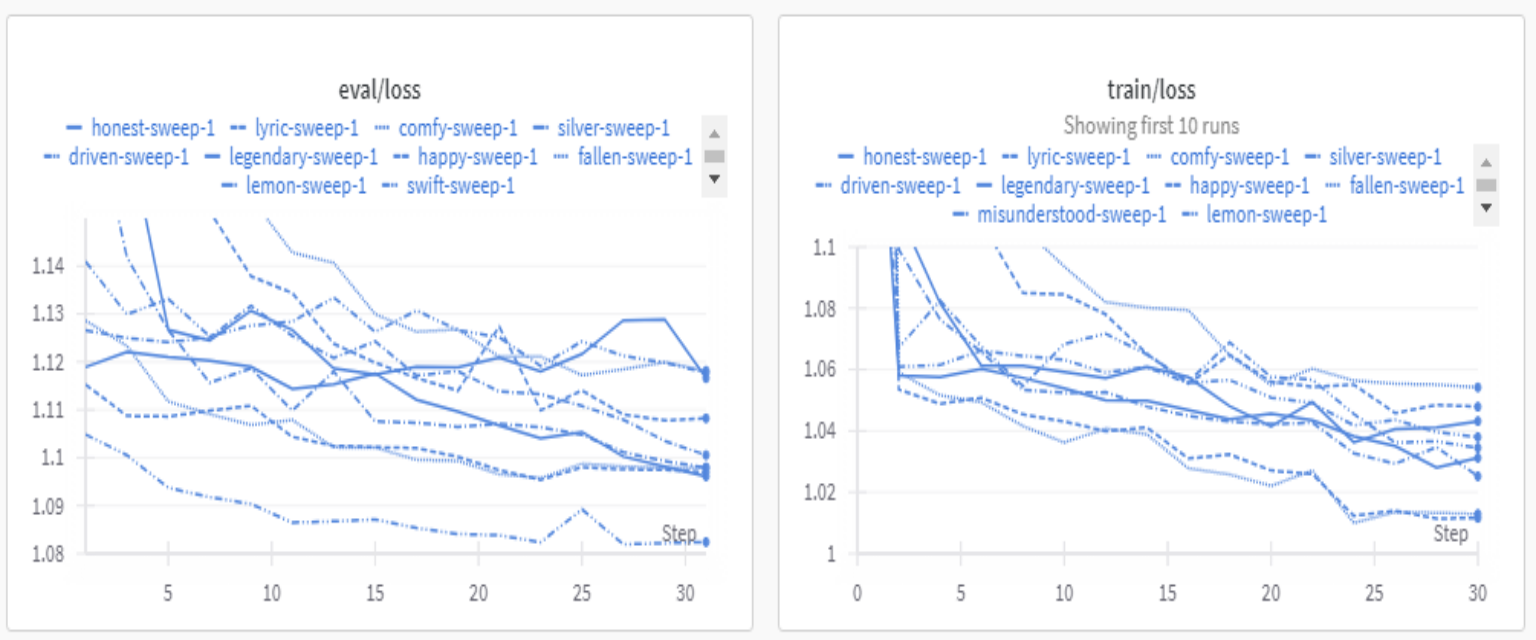 eval/loss
honest-sweep-1 lyric-sweep-1 comfy-sweep-1 silver-sweep-1
driven-sweep-1 legendary-sweep-1 happy-sweep-1 fallen-sweep-1
lemon-sweep-1 swift-sweep-1
1.14
1.13
1.12
1.11
1.1
1.09
1.08
Step
5 10 15 20 25 30
train/loss
Showing first 10 runs
honest-sweep-1 lyric-sweep-1 comfy-sweep-1 silver-sweep-1
driven-sweep-1 legendary-sweep-1 happy-sweep-1 fallen-sweep-1
misunderstood-sweep-1 lemon-sweep-1
1.1
1.08
1.06
1.04
1.02
1
Step
0 5 10 15 20 25 30